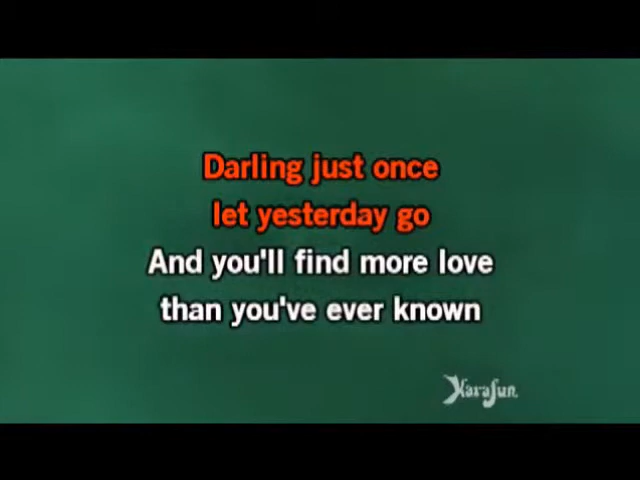 Darling just once
let yesterday go
And you'll find more love
than you've ever known
KaraFun